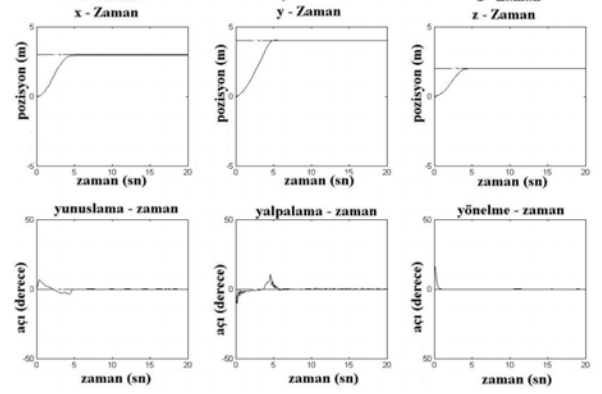 x - Zaman
y - Zaman
z - Zaman
5
0
-5
pozisyon (m)
0 5 10 15 20
zaman (sn)
5
0
-5
pozisyon (m)
0 5 10 15 20
zaman (sn)
5
0
-5
pozisyon (m)
0 5 10 15 20
zaman (sn)
yunuslama - zaman
yalpalama - zaman
yönelme - zaman
50
0
-50
açı (derece)
0 5 10 15 20
zaman (sn)
50
0
-50
açı (derece)
0 5 10 15 20
zaman (sn)
50
0
-50
açı (derece)
0 5 10 15 20
zaman (sn)